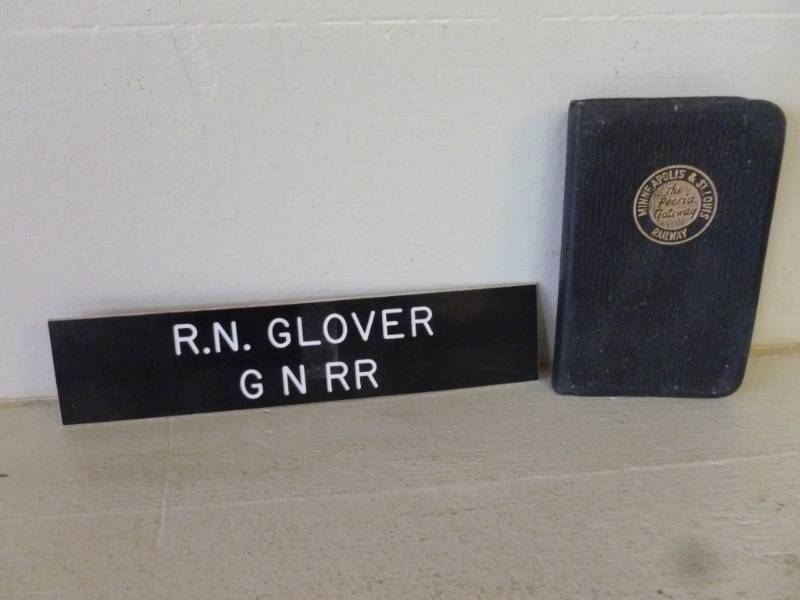 R.N. GLOVER
G N RR
MINNEAPOLIS & ST. LOUIS
The
Peoria
Gateway
RAILWAY